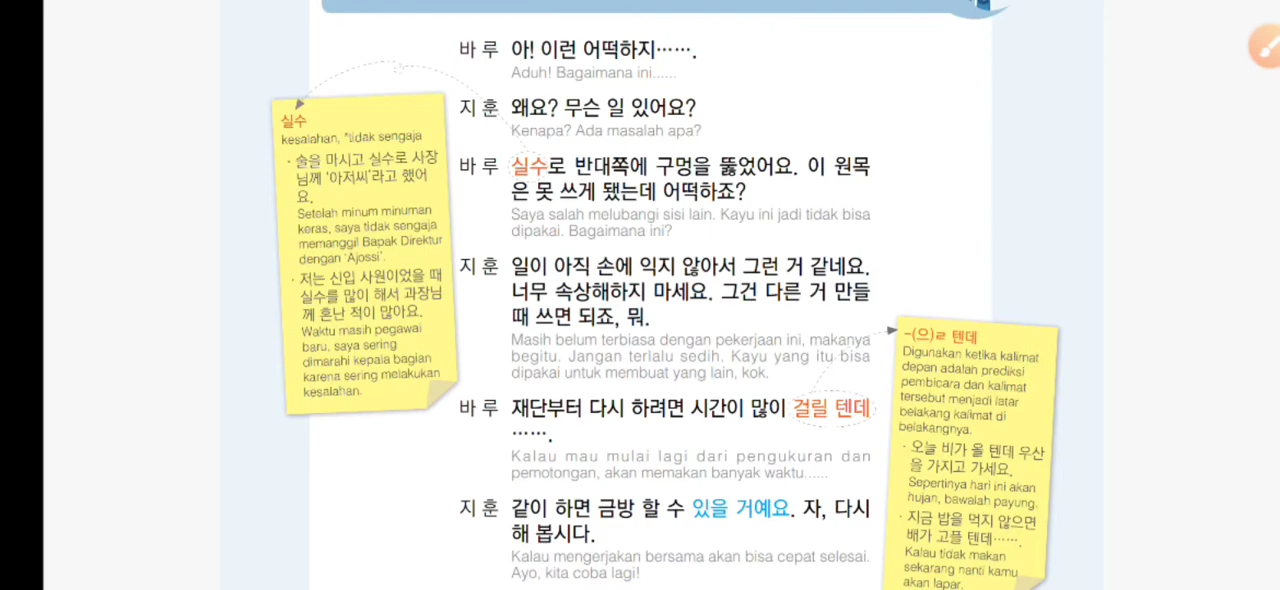 바루 아! 이런 어떡하지…….
Aduh! Bagaimana ini......
지훈 왜요? 무슨 일 있어요?
Kenapa? Ada masalah apa?
바루 실수로 반대쪽에 구멍을 뚫었어요. 이 원목
은 못 쓰게 됐는데 어떡하죠?
Saya salah melubangi sisi lain. Kayu ini jadi tidak bisa
dipakai. Bagaimana ini?
지훈 일이 아직 손에 익지 않아서 그런 거 같네요.
너무 속상해하지 마세요. 그건 다른 거 만들
때 쓰면 되죠, 뭐.
Masih belum terbiasa dengan pekerjaan ini, makanya
begitu. Jangan terlalu sedih. Kayu yang itu bisa
dipakai untuk membuat yang lain, kok.
바루 재단부터 다시 하려면 시간이 많이 걸릴 텐데
…….
Kalau mau mulai lagi dari pengukuran dan
pemotongan, akan memakan banyak waktu......
지훈 같이 하면 금방 할 수 있을 거예요. 자, 다시
해 봅시다.
Kalau mengerjakan bersama akan bisa cepat selesai.
Ayo, kita coba lagi!
실수
kesalahan, *tidak sengaja
· 술을 마시고 실수로 사장
님께 ‘아저씨’라고 했어
요.
Setelah minum minuman
keras, saya tidak sengaja
memanggil Bapak Direktur
dengan ‘Ajossi’.
· 저는 신입 사원이었을 때
실수를 많이 해서 과장님
께 혼난 적이 많아요.
Waktu masih pegawai
baru, saya sering
dimarahi kepala bagian
karena sering melakukan
kesalahan.
-(으)ㄹ 텐데
Digunakan ketika kalimat
depan adalah prediksi
pembicara dan kalimat
tersebut menjadi latar
belakang kalimat di
belakangnya.
· 오늘 비가 올 텐데 우산
을 가지고 가세요.
Sepertinya hari ini akan
hujan, bawalah payung.
· 지금 밥을 먹지 않으면
배가 고플 텐데…….
Kalau tidak makan
sekarang nanti kamu
akan lapar.